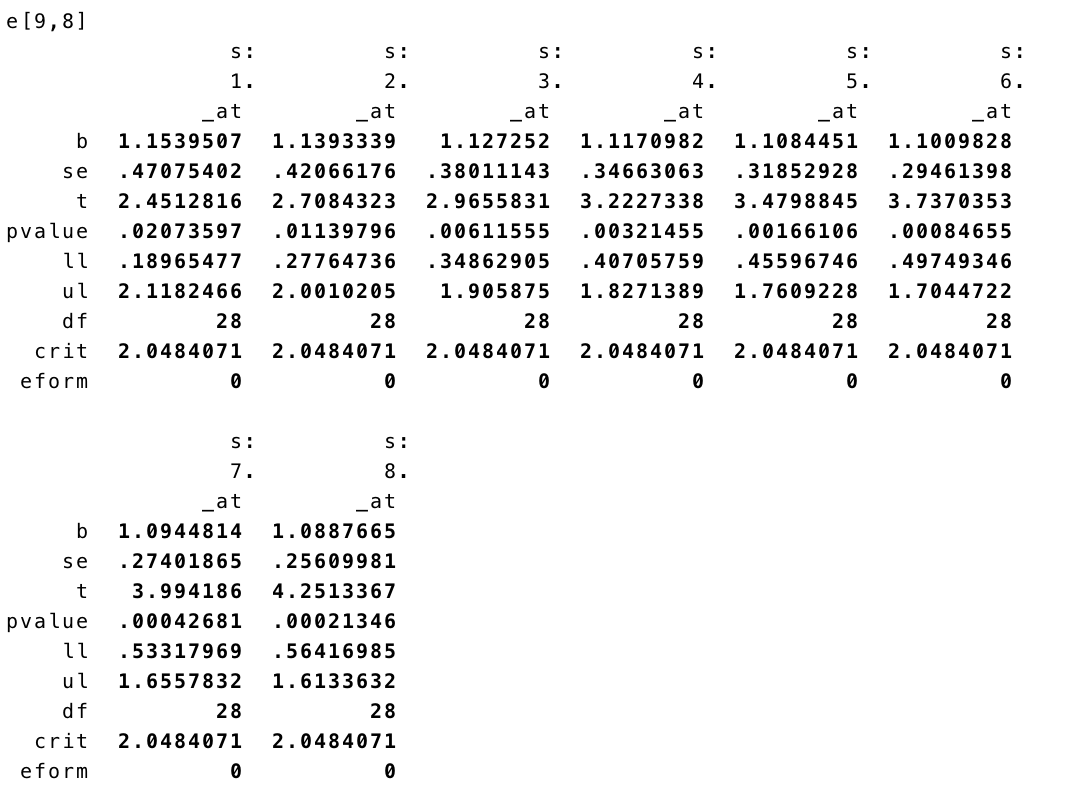 e[9,8]
s: s: s: s: s: s:
1. 2. 3. 4. 5. 6.
_at _at _at _at _at _at
b 1.1539507 1.1393339 1.127252 1.1170982 1.1084451 1.1009828
se .47075402 .42066176 .38011143 .34663063 .31852928 .29461398
t 2.4512816 2.7084323 2.9655831 3.2227338 3.4798845 3.7370353
pvalue .02073597 .01139796 .00611555 .00321455 .00166106 .00084655
ll .18965477 .27764736 .34862905 .40705759 .45596746 .49749346
ul 2.1182466 2.0010205 1.905875 1.8271389 1.7609228 1.7044722
df 28 28 28 28 28 28
crit 2.0484071 2.0484071 2.0484071 2.0484071 2.0484071 2.0484071
eform 0 0 0 0 0 0
s: s:
7. 8.
_at _at
b 1.0944814 1.0887665
se .27401865 .25609981
t 3.994186 4.2513367
pvalue .00042681 .00021346
ll .53317969 .56416985
ul 1.6557832 1.6133632
df 28 28
crit 2.0484071 2.0484071
eform 0 0